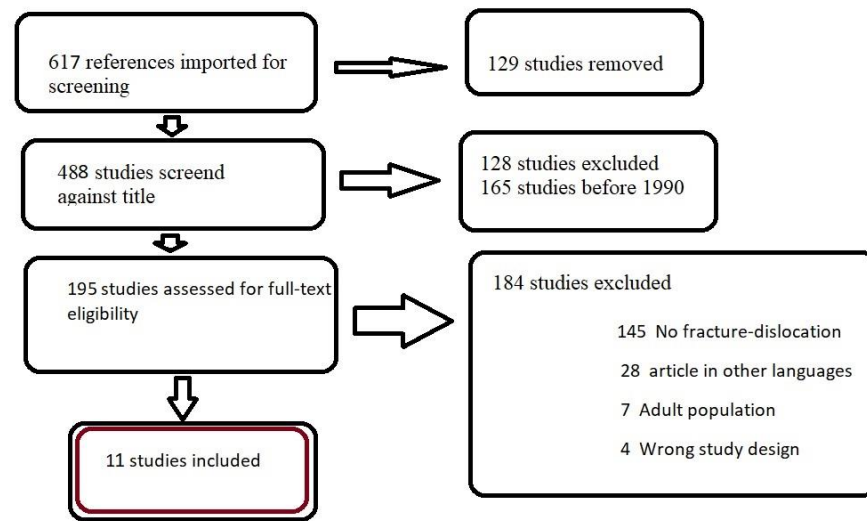 617 references imported for
screening
129 studies removed
488 studies screend
against title
128 studies excluded
165 studies before 1990
195 studies assessed for full-text
eligibility
184 studies excluded
145 No fracture-dislocation
28 article in other languages
7 Adult population
4 Wrong study design
11 studies included